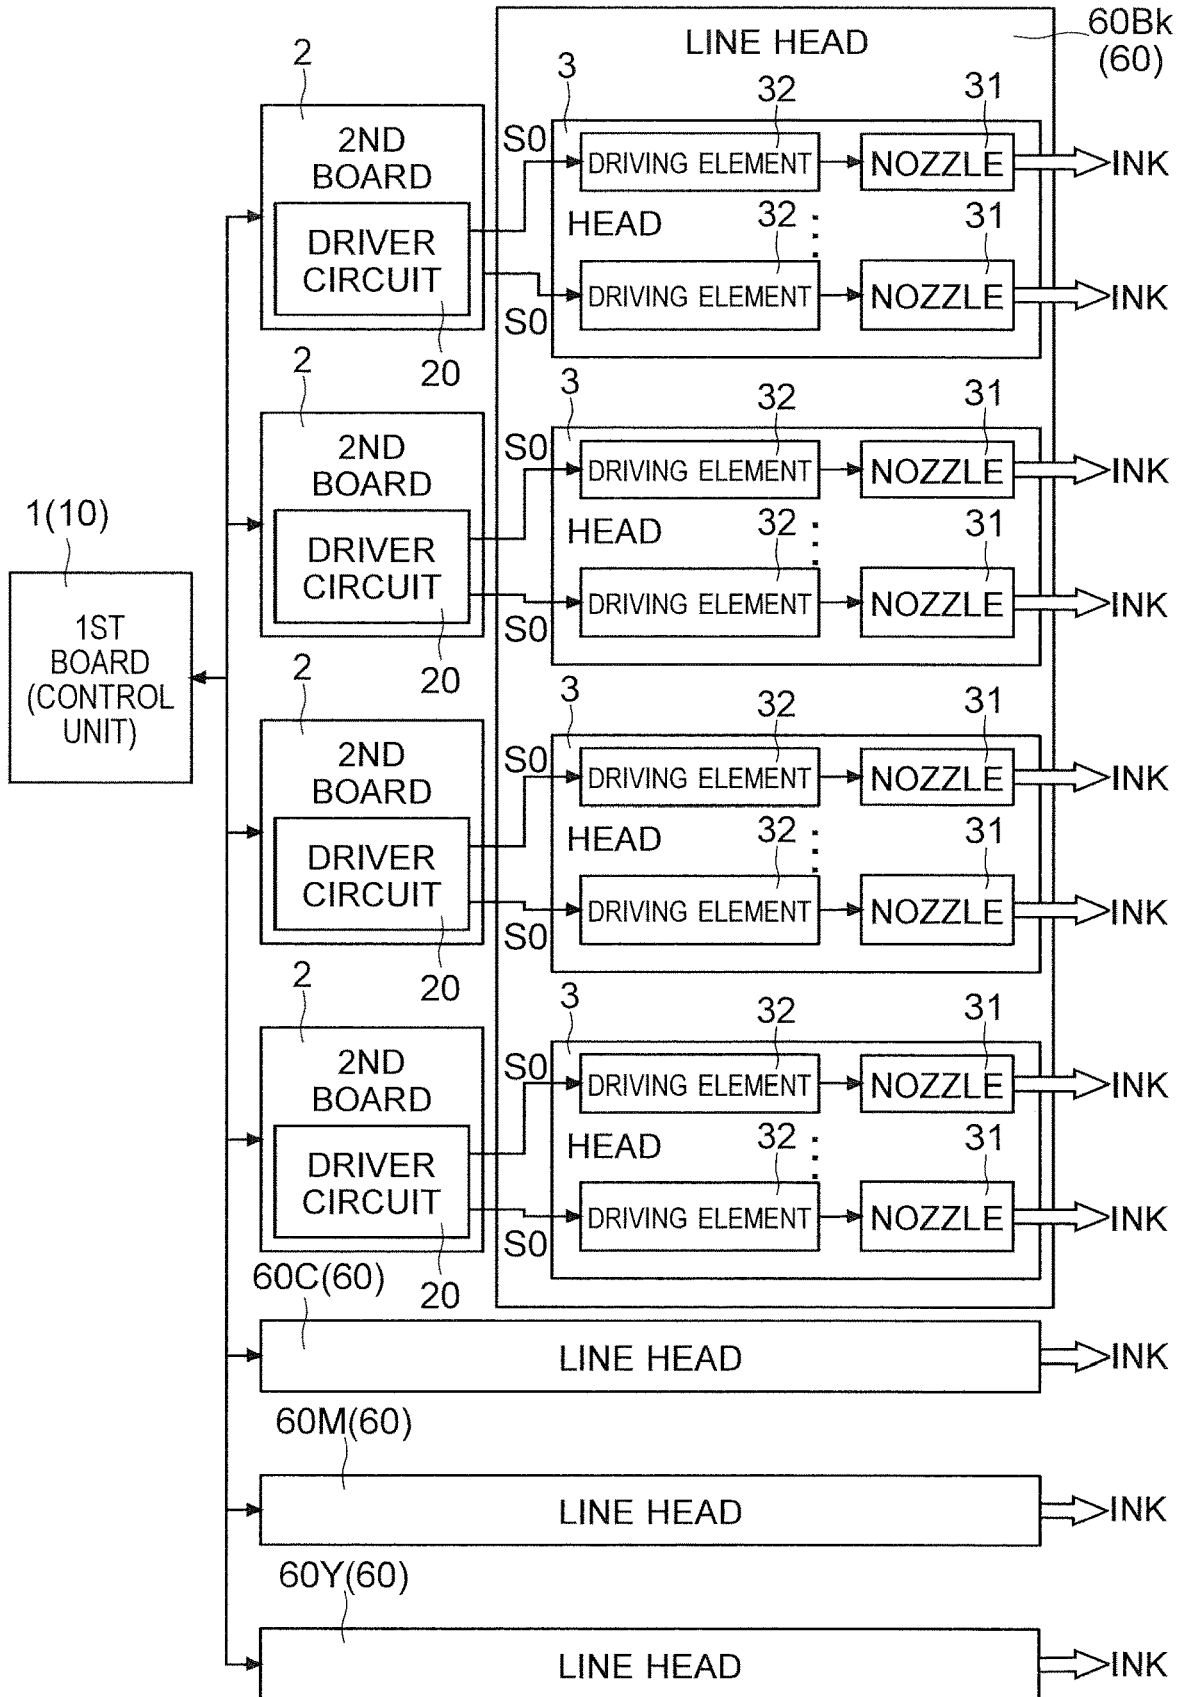 60Bk
(60)
LINE HEAD
2
2ND
BOARD
DRIVER
CIRCUIT
20
S0
S0
3
32
31
DRIVING ELEMENT
NOZZLE
INK
HEAD
32
31
DRIVING ELEMENT
NOZZLE
INK
2
2ND
BOARD
DRIVER
CIRCUIT
20
S0
S0
3
32
31
DRIVING ELEMENT
NOZZLE
INK
HEAD
32
31
DRIVING ELEMENT
NOZZLE
INK
1(10)
1ST
BOARD
(CONTROL
UNIT)
2
2ND
BOARD
DRIVER
CIRCUIT
20
S0
S0
3
32
31
DRIVING ELEMENT
NOZZLE
INK
HEAD
32
31
DRIVING ELEMENT
NOZZLE
INK
2
2ND
BOARD
DRIVER
CIRCUIT
20
S0
S0
3
32
31
DRIVING ELEMENT
NOZZLE
INK
HEAD
32
31
DRIVING ELEMENT
NOZZLE
INK
60C(60)
LINE HEAD
INK
60M(60)
LINE HEAD
INK
60Y(60)
LINE HEAD
INK